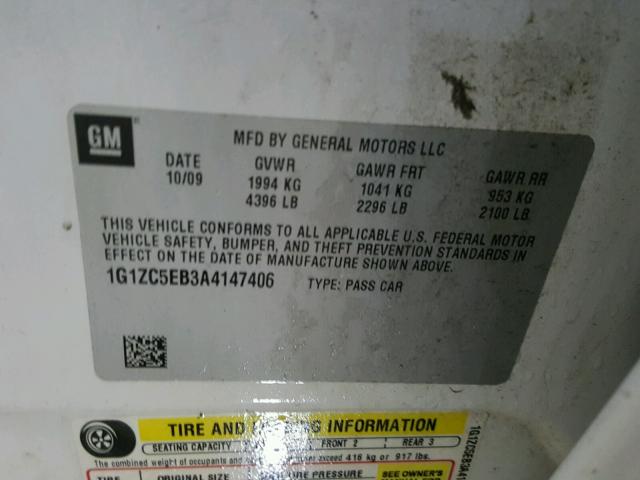 GM
MFD BY GENERAL MOTORS LLC
DATE GVWR GAWR FRT GAWR RR
10/09 1994 KG 1041 KG 953 KG
4396 LB 2296 LB 2100 LB
THIS VEHICLE CONFORMS TO ALL APPLICABLE U.S. FEDERAL MOTOR
VEHICLE SAFETY, BUMPER, AND THEFT PREVENTION STANDARDS IN
EFFECT ON THE DATE OF MANUFACTURE SHOWN ABOVE.
1G1ZC5EB3A4147406 TYPE: PASS CAR
TIRE AND INFORMATION
SEATING CAPACITY FRONT 2 REAR 3
The combined weight of occupants and exceed 416 kg or 917 lbs.
TIRE ORIGINAL SIZE PRESSURE SEE OWNER'S
1G1ZC5EB3A4